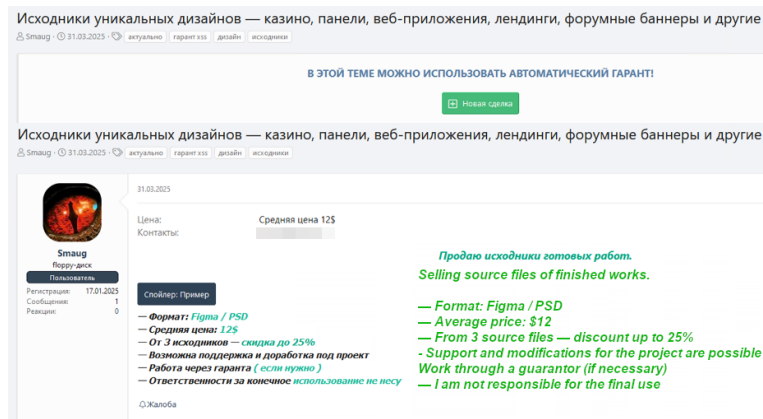 Исходники уникальных дизайнов — казино, панели, веб-приложения, лендинги, форумные баннеры и другие
Smaug · 31.03.2025 · актуально гарант xss дизайн исходники
В ЭТОЙ ТЕМЕ МОЖНО ИСПОЛЬЗОВАТЬ АВТОМАТИЧЕСКИЙ ГАРАНТ!
Новая сделка
Исходники уникальных дизайнов — казино, панели, веб-приложения, лендинги, форумные баннеры и другие
Smaug · 31.03.2025 · актуально гарант xss дизайн исходники
Smaug
floppy-диск
Пользователь
Регистрация: 17.01.2025
Сообщения: 1
Реакции: 0
31.03.2025
Цена: Средняя цена 12$
Контакты:
Продаю исходники готовых работ.
Спойлер: Пример
— Формат: Figma / PSD
— Средняя цена: 12$
— От 3 исходников — скидка до 25%
— Возможна поддержка и доработка под проект
— Работа через гаранта ( если нужно )
— Ответственности за конечное использование не несу
Жалоба
Selling source files of finished works.
— Format: Figma / PSD
— Average price: $12
— From 3 source files — discount up to 25%
- Support and modifications for the project are possible
Work through a guarantor (if necessary)
— I am not responsible for the final use